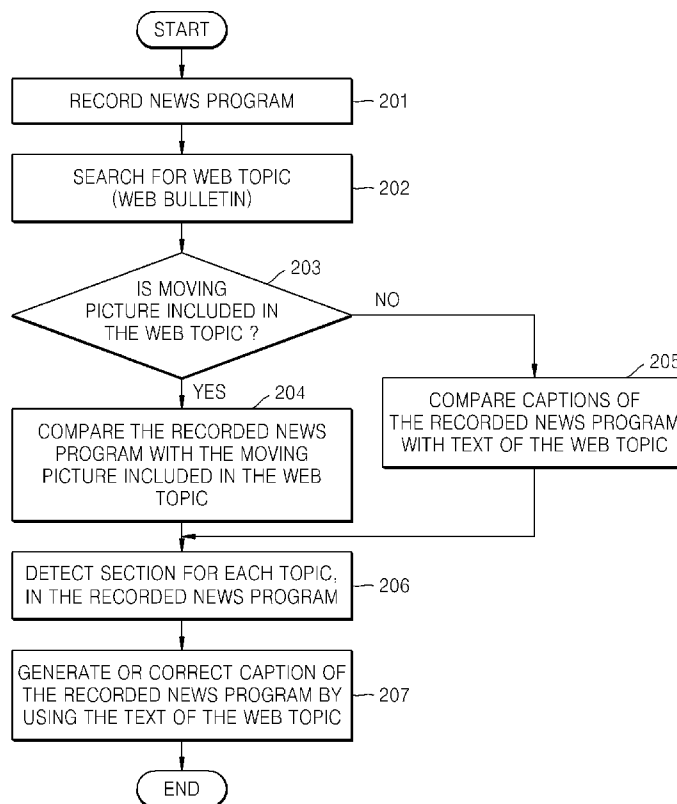 START
RECORD NEWS PROGRAM
201
SEARCH FOR WEB TOPIC
(WEB BULLETIN)
202
IS MOVING
PICTURE INCLUDED IN
THE WEB TOPIC ?
203
NO
YES
204
COMPARE THE RECORDED NEWS
PROGRAM WITH THE MOVING
PICTURE INCLUDED IN THE WEB
TOPIC
205
COMPARE CAPTIONS OF
THE RECORDED NEWS PROGRAM
WITH TEXT OF THE WEB TOPIC
DETECT SECTION FOR EACH TOPIC,
IN THE RECORDED NEWS PROGRAM
206
GENERATE OR CORRECT CAPTION OF
THE RECORDED NEWS PROGRAM BY
USING THE TEXT OF THE WEB TOPIC
207
END